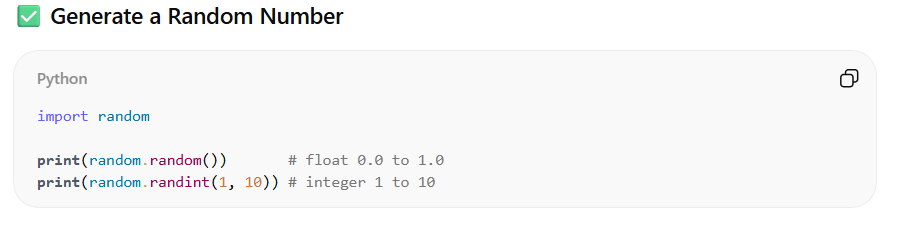 ✅ Generate a Random Number
Python
import random
print(random.random())       # float 0.0 to 1.0
print(random.randint(1, 10)) # integer 1 to 10